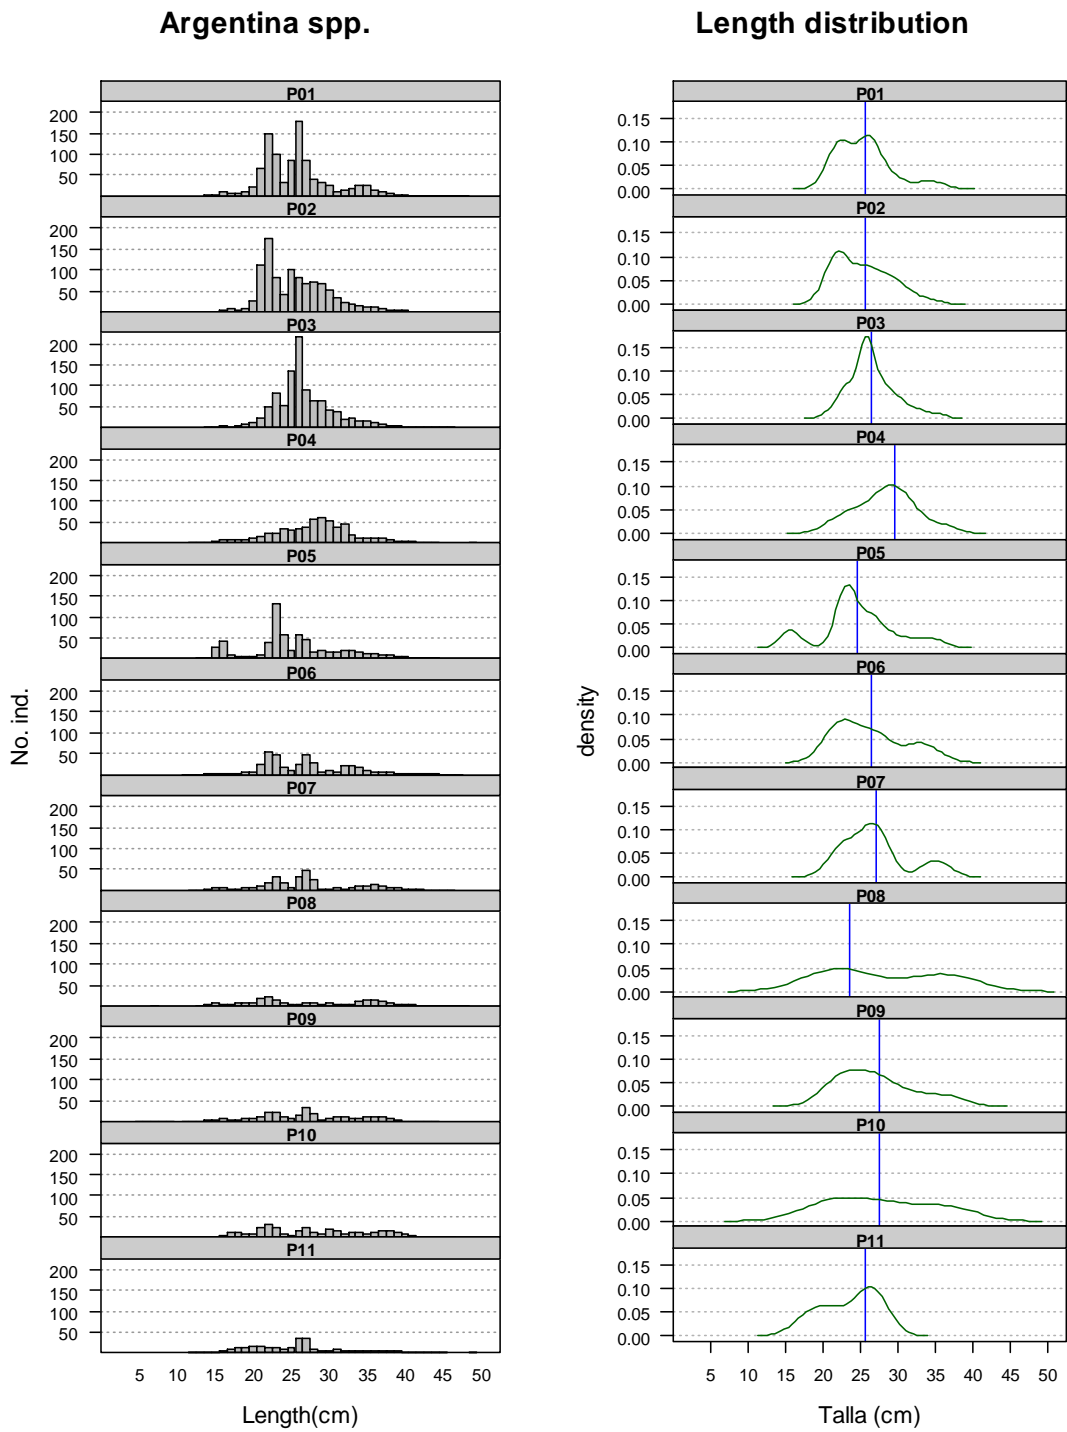 Argentina spp.
Length distribution
No. ind.
P01
200
150
100
50
P02
200
150
100
50
P03
200
150
100
50
P04
200
150
100
50
P05
200
150
100
50
P06
200
150
100
50
P07
200
150
100
50
P08
200
150
100
50
P09
200
150
100
50
P10
200
150
100
50
P11
200
150
100
50
5 10 15 20 25 30 35 40 45 50
Length(cm)
density
P01
0.15
0.10
0.05
0.00
P02
0.15
0.10
0.05
0.00
P03
0.15
0.10
0.05
0.00
P04
0.15
0.10
0.05
0.00
P05
0.15
0.10
0.05
0.00
P06
0.15
0.10
0.05
0.00
P07
0.15
0.10
0.05
0.00
P08
0.15
0.10
0.05
0.00
P09
0.15
0.10
0.05
0.00
P10
0.15
0.10
0.05
0.00
P11
0.15
0.10
0.05
0.00
5 10 15 20 25 30 35 40 45 50
Talla (cm)